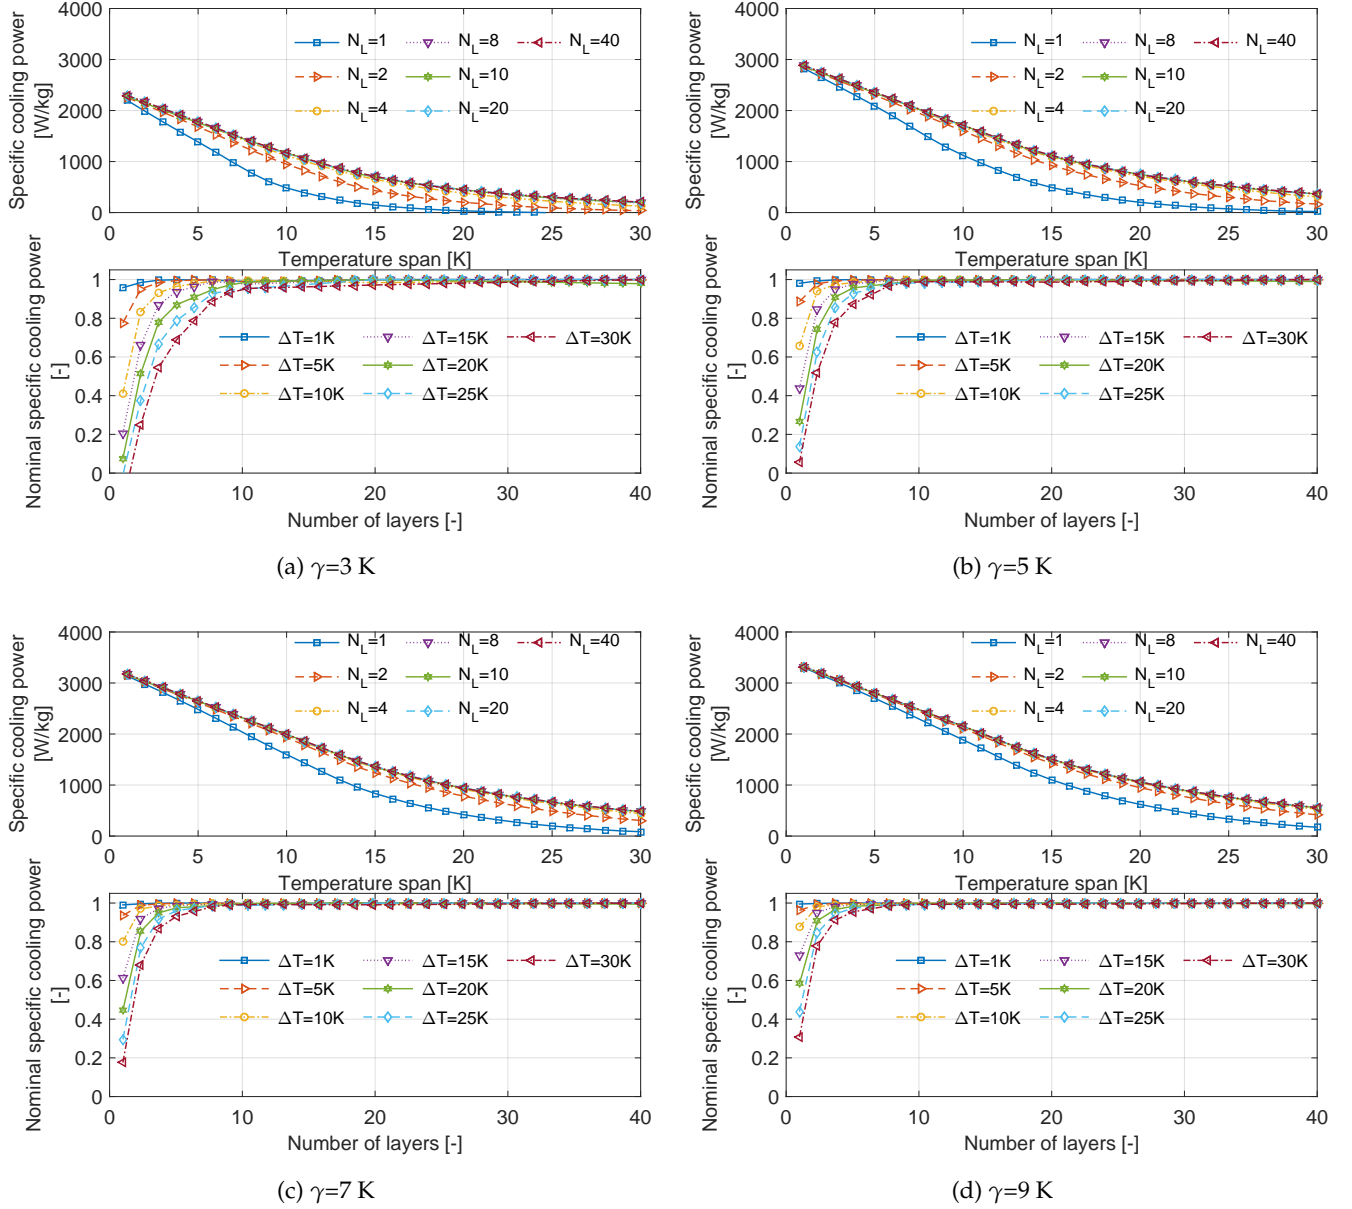 4000
3000
2000
1000
0
Specific cooling power
[W/kg]
N_L=1 N_L=8 N_L=40
N_L=2 N_L=10
N_L=4 N_L=20
0 5 10 15 20 25 30
Temperature span [K]
1
0.8
0.6
0.4
0.2
0
Nominal specific cooling power
[-]
ΔT=1K ΔT=15K ΔT=30K
ΔT=5K ΔT=20K
ΔT=10K ΔT=25K
0 10 20 30 40
Number of layers [-]
(a) γ=3 K
4000
3000
2000
1000
0
Specific cooling power
[W/kg]
N_L=1 N_L=8 N_L=40
N_L=2 N_L=10
N_L=4 N_L=20
0 5 10 15 20 25 30
Temperature span [K]
1
0.8
0.6
0.4
0.2
0
Nominal specific cooling power
[-]
ΔT=1K ΔT=15K ΔT=30K
ΔT=5K ΔT=20K
ΔT=10K ΔT=25K
0 10 20 30 40
Number of layers [-]
(b) γ=5 K
4000
3000
2000
1000
0
Specific cooling power
[W/kg]
N_L=1 N_L=8 N_L=40
N_L=2 N_L=10
N_L=4 N_L=20
0 5 10 15 20 25 30
Temperature span [K]
1
0.8
0.6
0.4
0.2
0
Nominal specific cooling power
[-]
ΔT=1K ΔT=15K ΔT=30K
ΔT=5K ΔT=20K
ΔT=10K ΔT=25K
0 10 20 30 40
Number of layers [-]
(c) γ=7 K
4000
3000
2000
1000
0
Specific cooling power
[W/kg]
N_L=1 N_L=8 N_L=40
N_L=2 N_L=10
N_L=4 N_L=20
0 5 10 15 20 25 30
Temperature span [K]
1
0.8
0.6
0.4
0.2
0
Nominal specific cooling power
[-]
ΔT=1K ΔT=15K ΔT=30K
ΔT=5K ΔT=20K
ΔT=10K ΔT=25K
0 10 20 30 40
Number of layers [-]
(d) γ=9 K